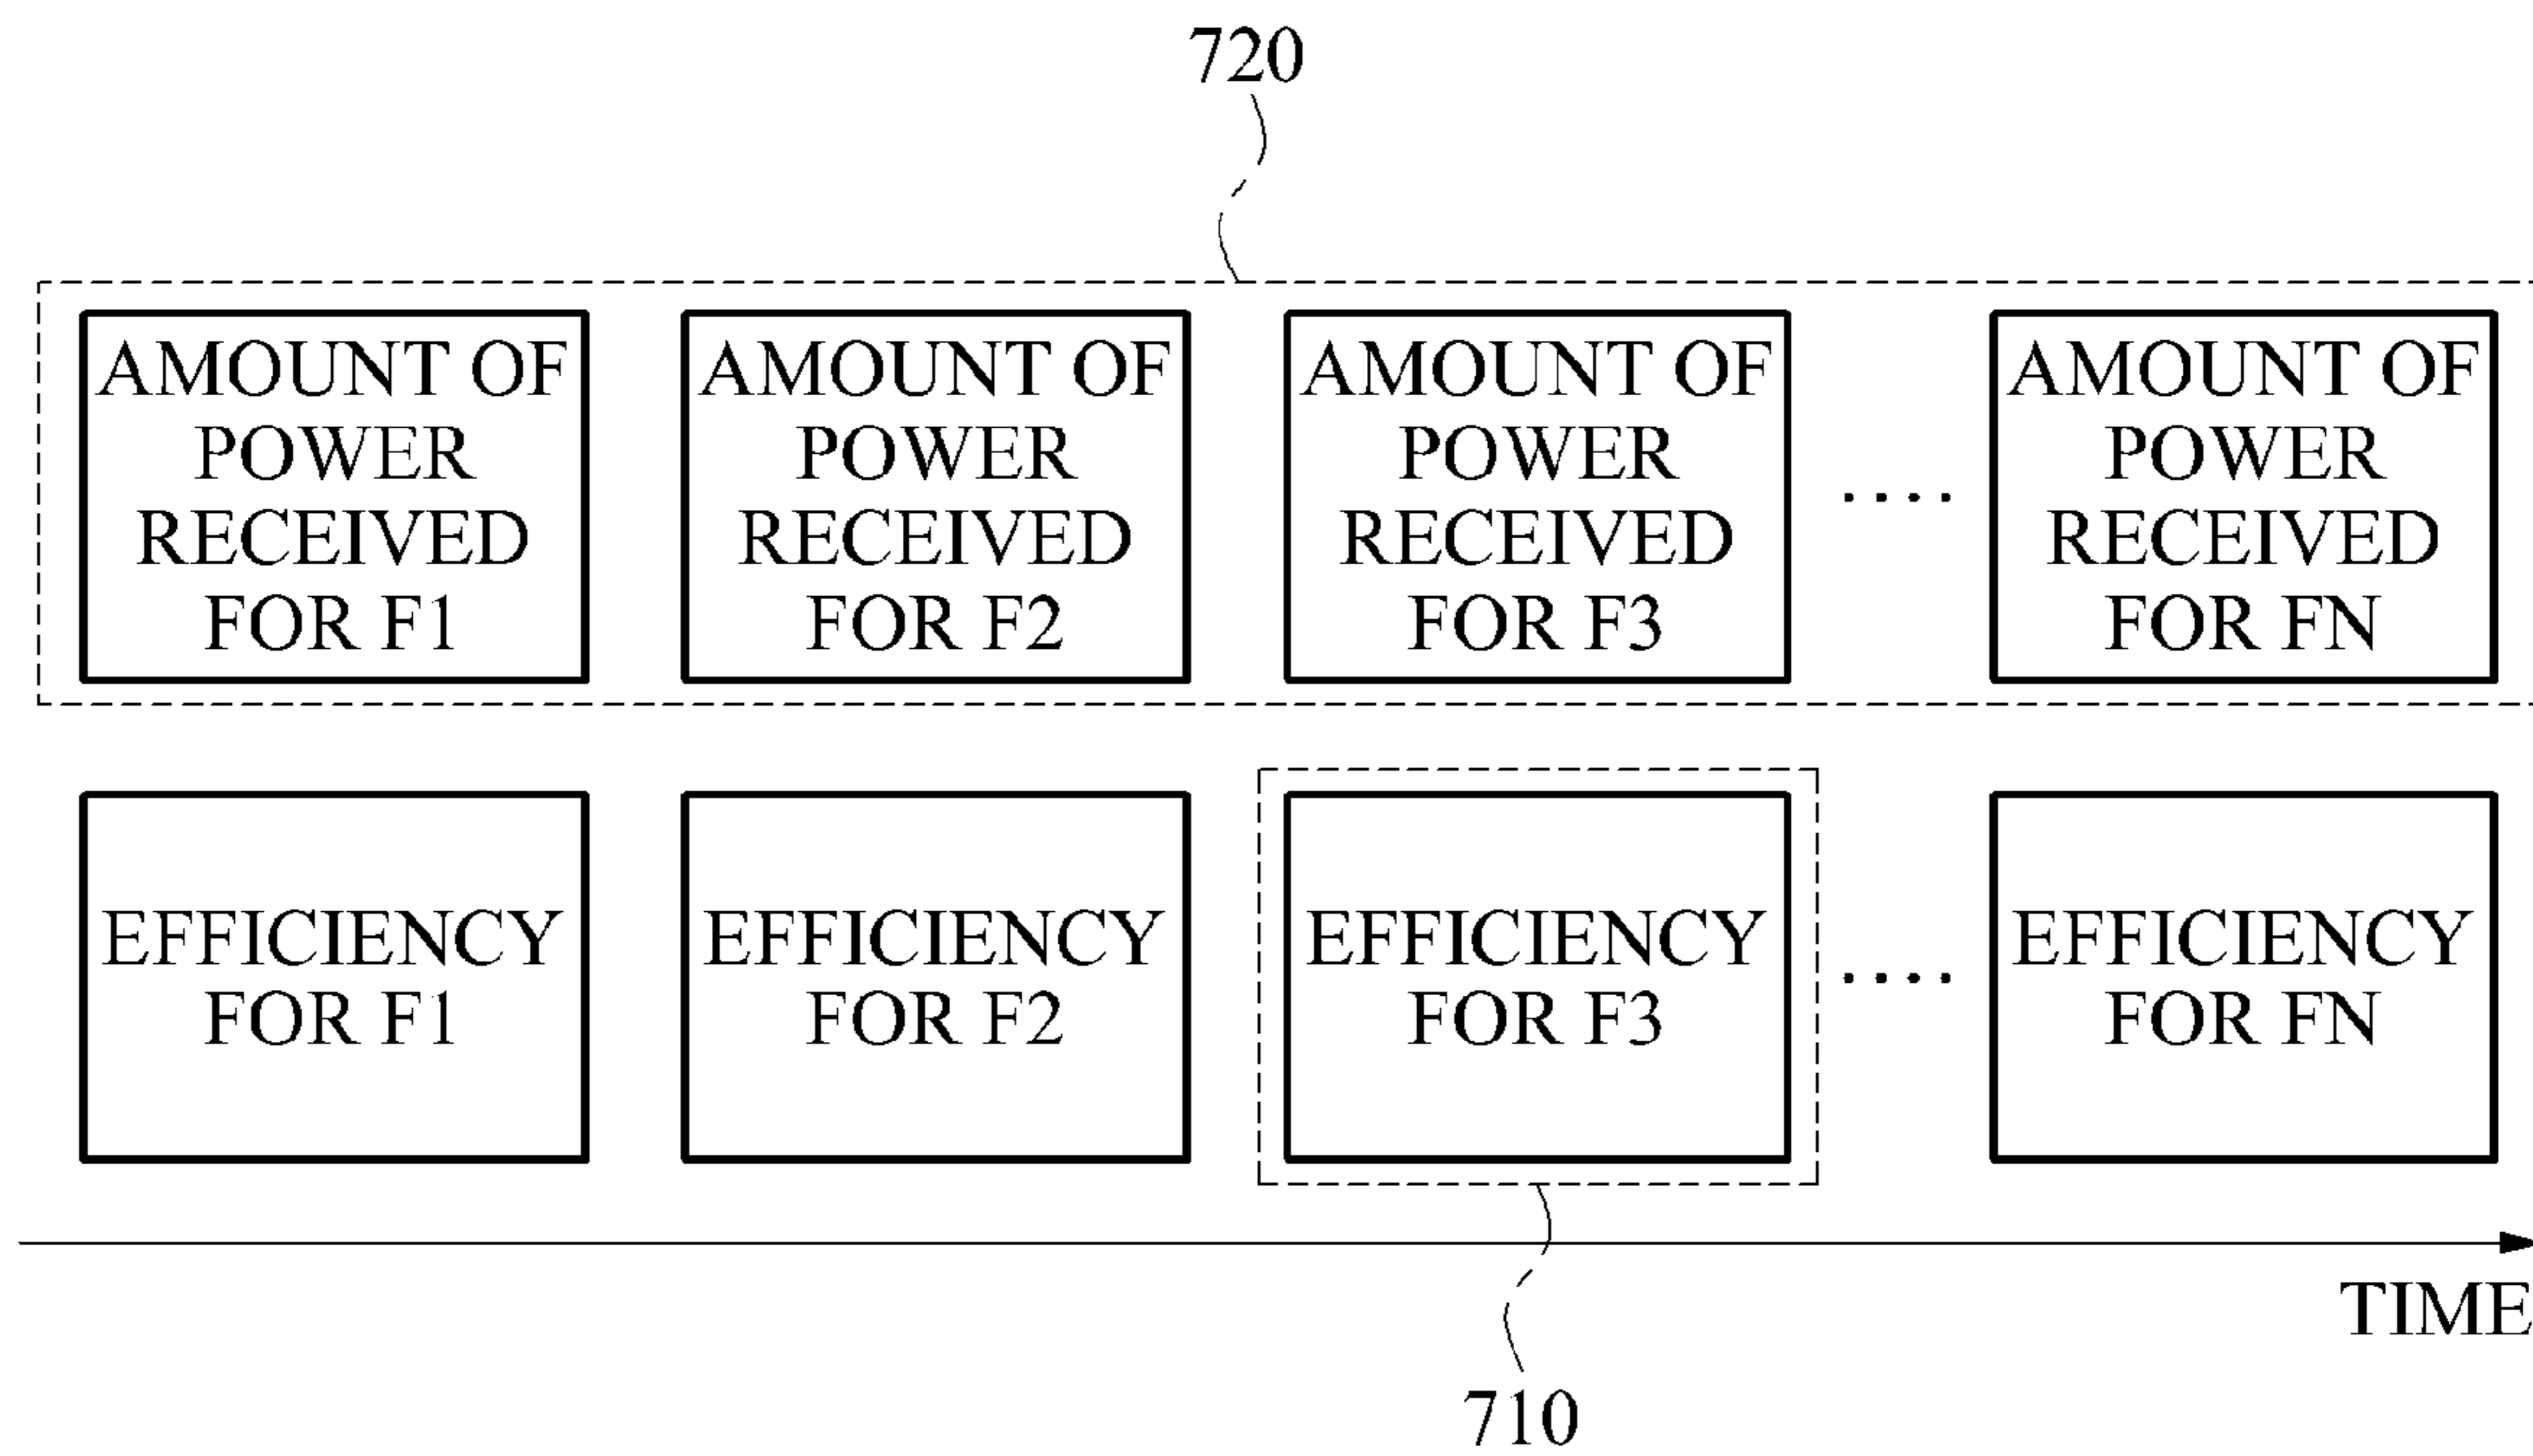 720
AMOUNT OF
POWER
RECEIVED
FOR F1
AMOUNT OF
POWER
RECEIVED
FOR F2
AMOUNT OF
POWER
RECEIVED
FOR F3
....
AMOUNT OF
POWER
RECEIVED
FOR FN
EFFICIENCY
FOR F1
EFFICIENCY
FOR F2
EFFICIENCY
FOR F3
....
EFFICIENCY
FOR FN
TIME
710